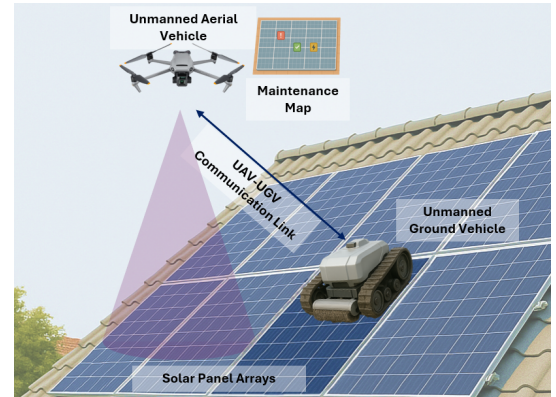 Unmanned Aerial
Vehicle
Maintenance
Map
UAV-UGV
Communication Link
Unmanned
Ground Vehicle
Solar Panel Arrays